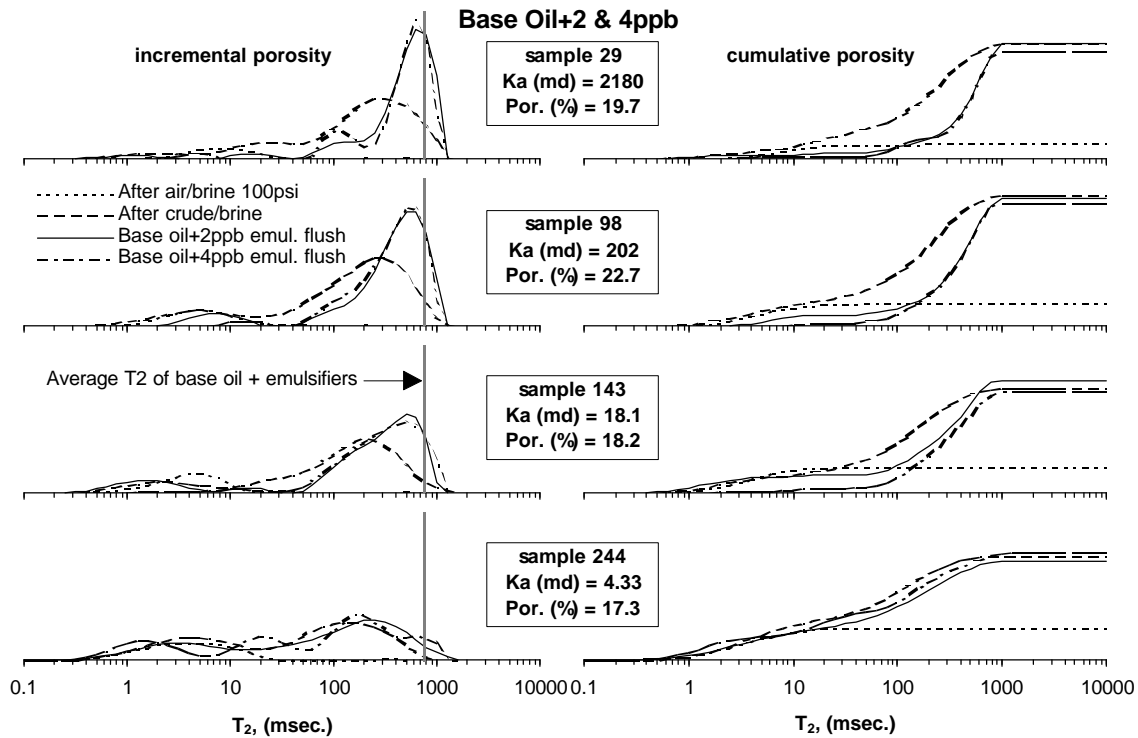 Base Oil+2 & 4ppb
incremental porosity
sample 29
Ka (md) = 2180
Por. (%) = 19.7
cumulative porosity
After air/brine 100psi
After crude/brine
Base oil+2ppb emul. flush
Base oil+4ppb emul. flush
sample 98
Ka (md) = 202
Por. (%) = 22.7
Average T2 of base oil + emulsifiers
sample 143
Ka (md) = 18.1
Por. (%) = 18.2
sample 244
Ka (md) = 4.33
Por. (%) = 17.3
0.1 1 10 100 1000 10000 0.1 1 10 100 1000 10000
T2, (msec.) T2, (msec.)